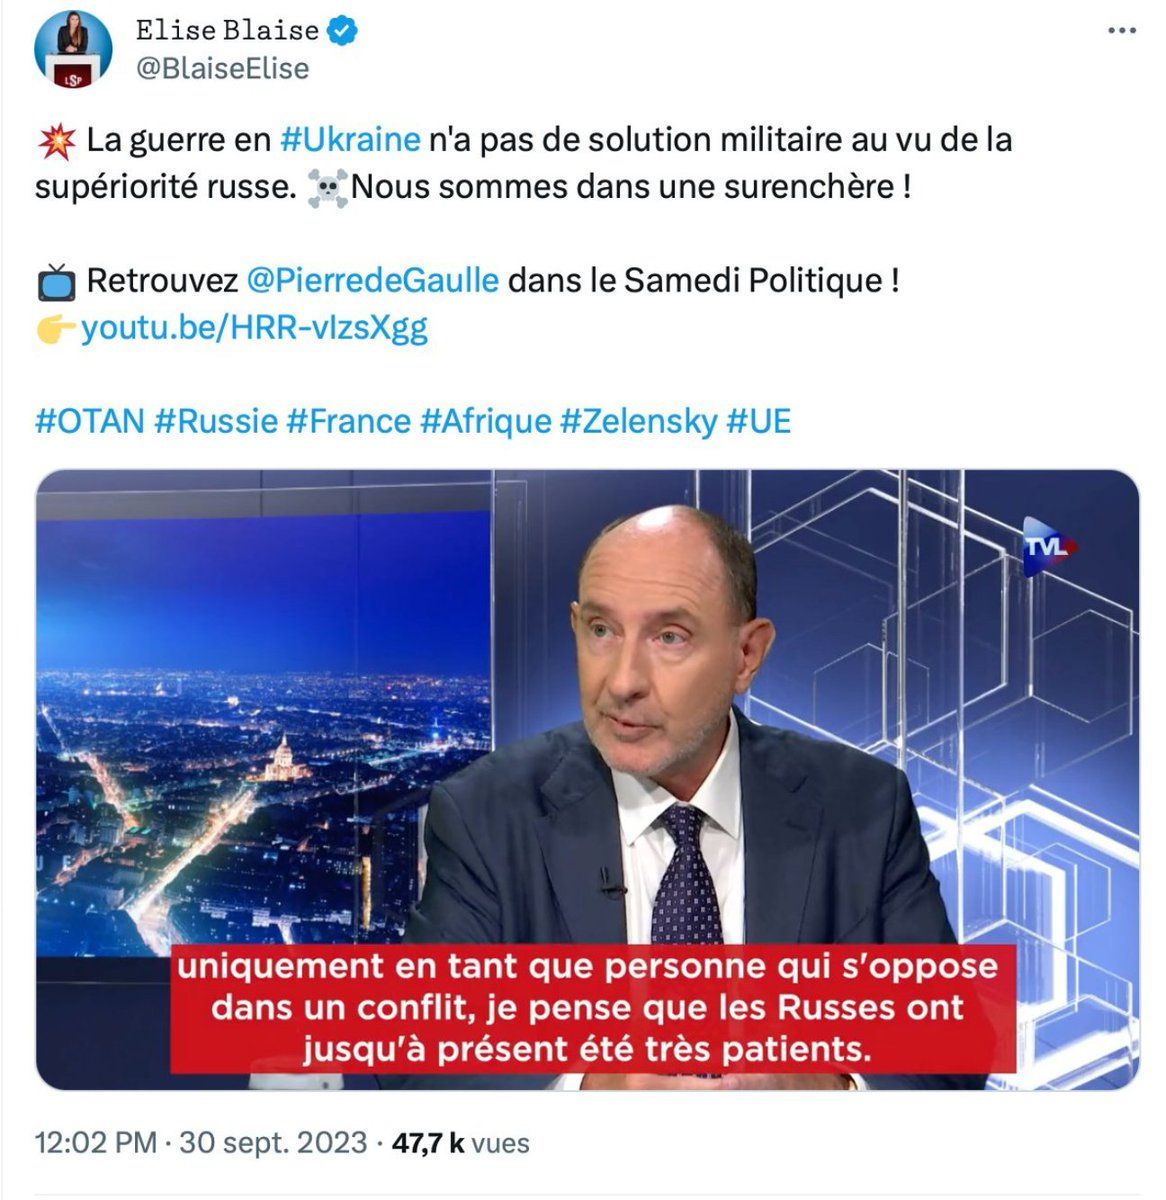 Elise Blaise
@BlaiseElise
LSP
💥 La guerre en #Ukraine n'a pas de solution militaire au vu de la
supériorité russe. ☠️Nous sommes dans une surenchère !
📺 Retrouvez @PierredeGaulle dans le Samedi Politique !
👉youtu.be/HRR-vIzsXgg
#OTAN #Russie #France #Afrique #Zelensky #UE
TVL
uniquement en tant que personne qui s'oppose
dans un conflit, je pense que les Russes ont
jusqu'à présent été très patients.
12:02 PM · 30 sept. 2023 · 47,7 k vues